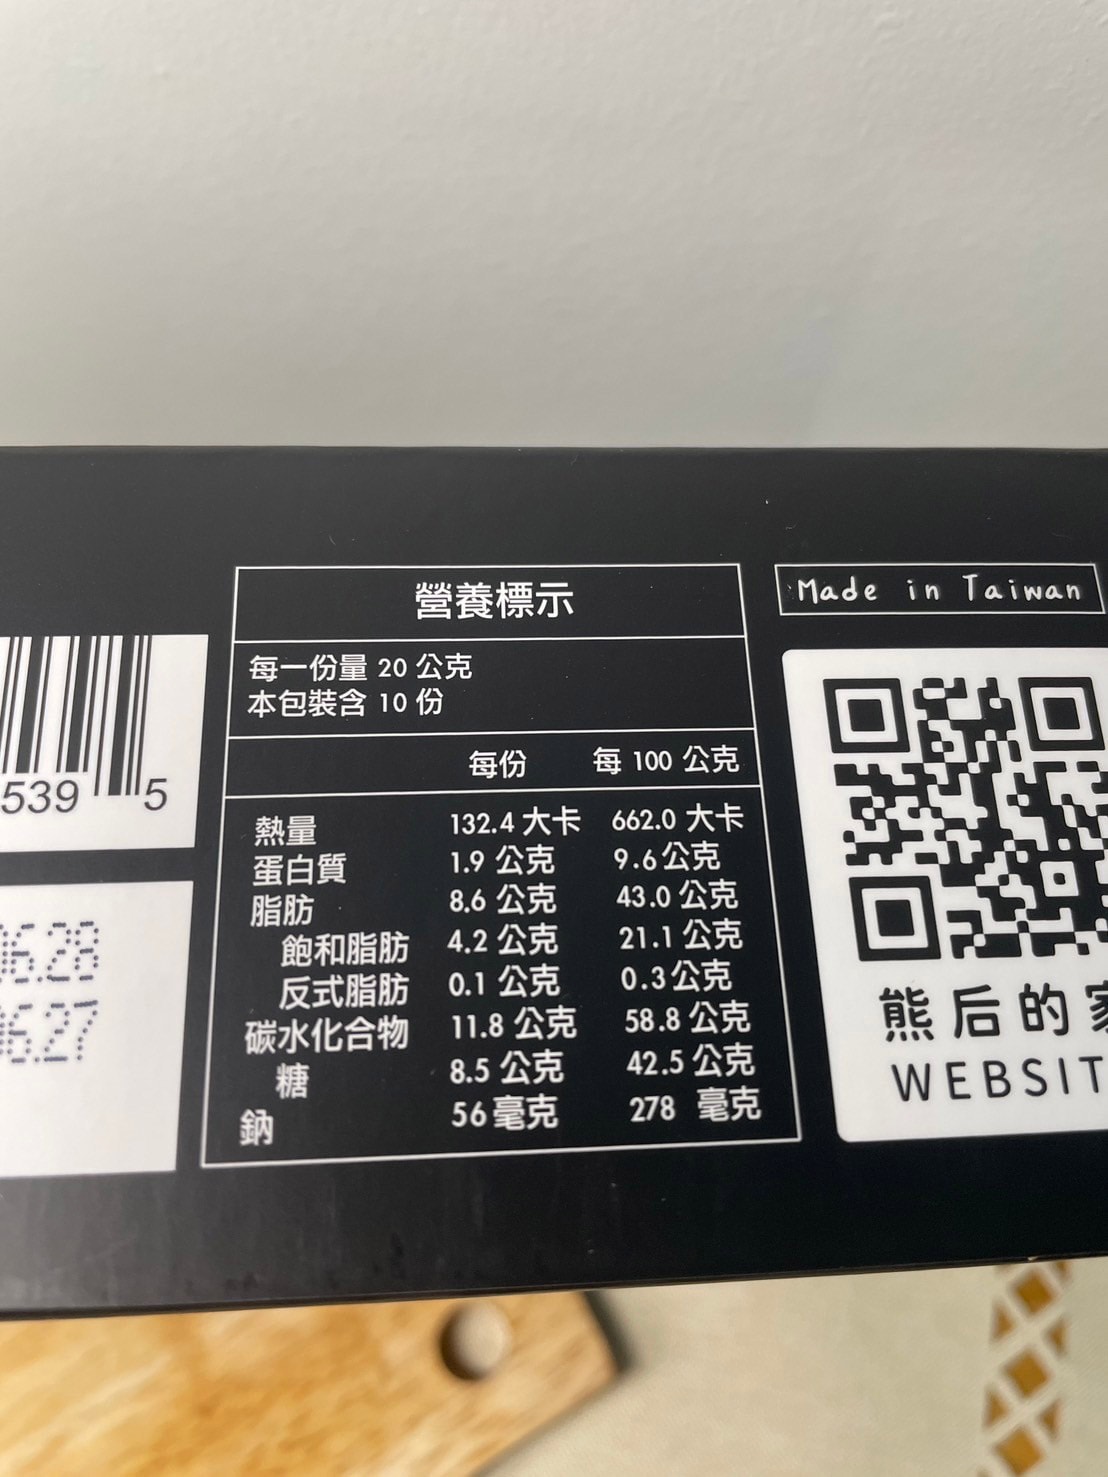 營養標示
每一份量 20 公克
本包裝含 10 份
每份 每 100 公克
熱量 132.4 大卡 662.0 大卡
蛋白質 1.9 公克 9.6公克
脂肪 8.6 公克 43.0 公克
飽和脂肪 4.2 公克 21.1 公克
反式脂肪 0.1 公克 0.3公克
碳水化合物 11.8 公克 58.8 公克
糖 8.5 公克 42.5 公克
鈉 56毫克 278 毫克
539 5
6.28
6.27
Made in Taiwan
熊后的
WEBSIT